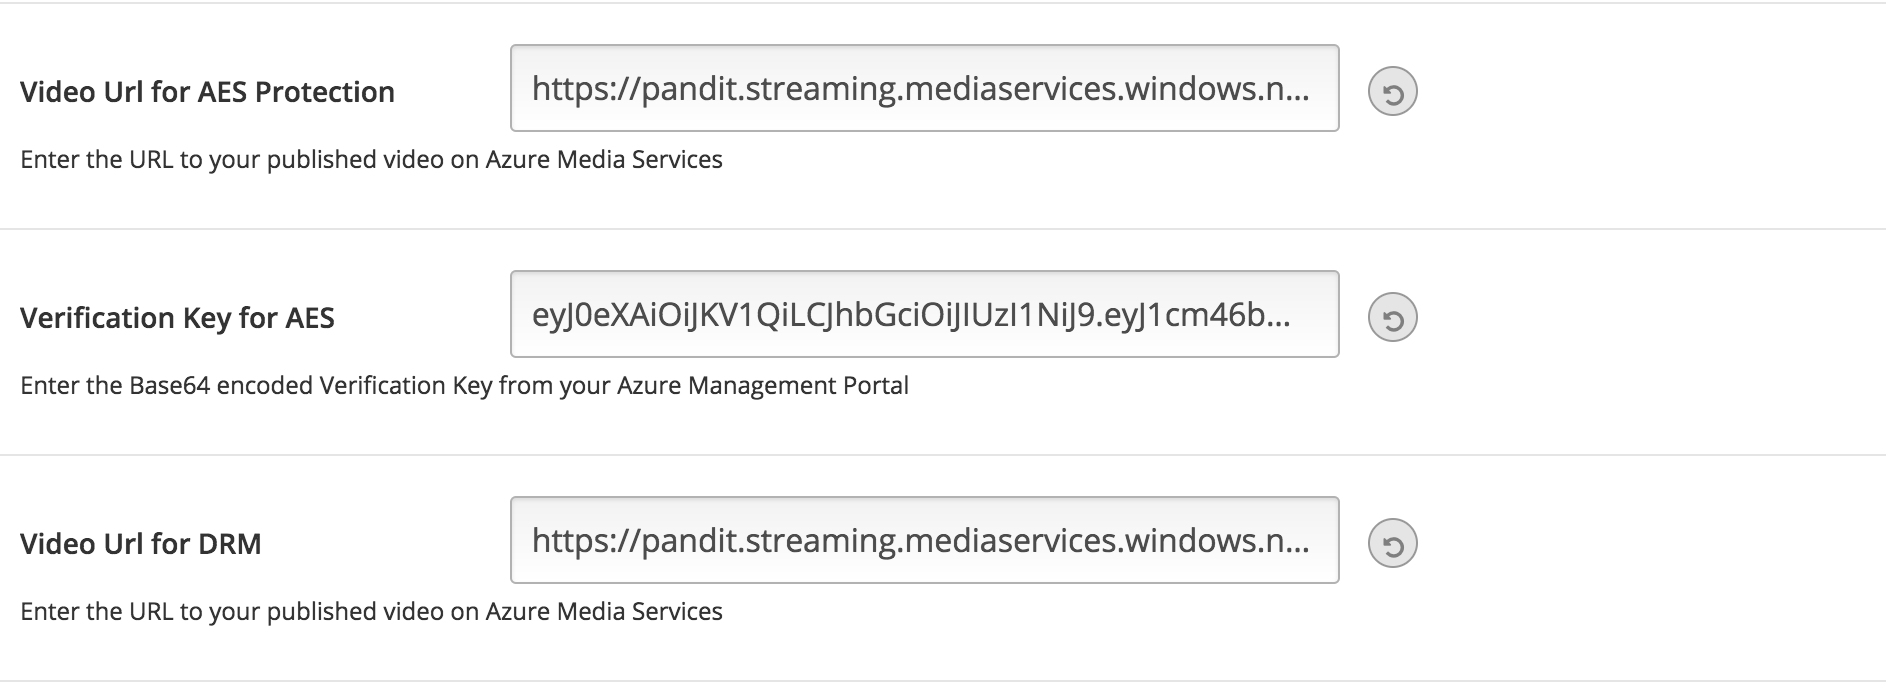 Video Url for AES Protection
https://pandit.streaming.mediaservices.windows.n...
Enter the URL to your published video on Azure Media Services
Verification Key for AES
eyJ0eXAiOiJKV1QiLCJhbGciOiJIUzI1NiJ9.eyJ1cm46b...
Enter the Base64 encoded Verification Key from your Azure Management Portal
Video Url for DRM
https://pandit.streaming.mediaservices.windows.n...
Enter the URL to your published video on Azure Media Services